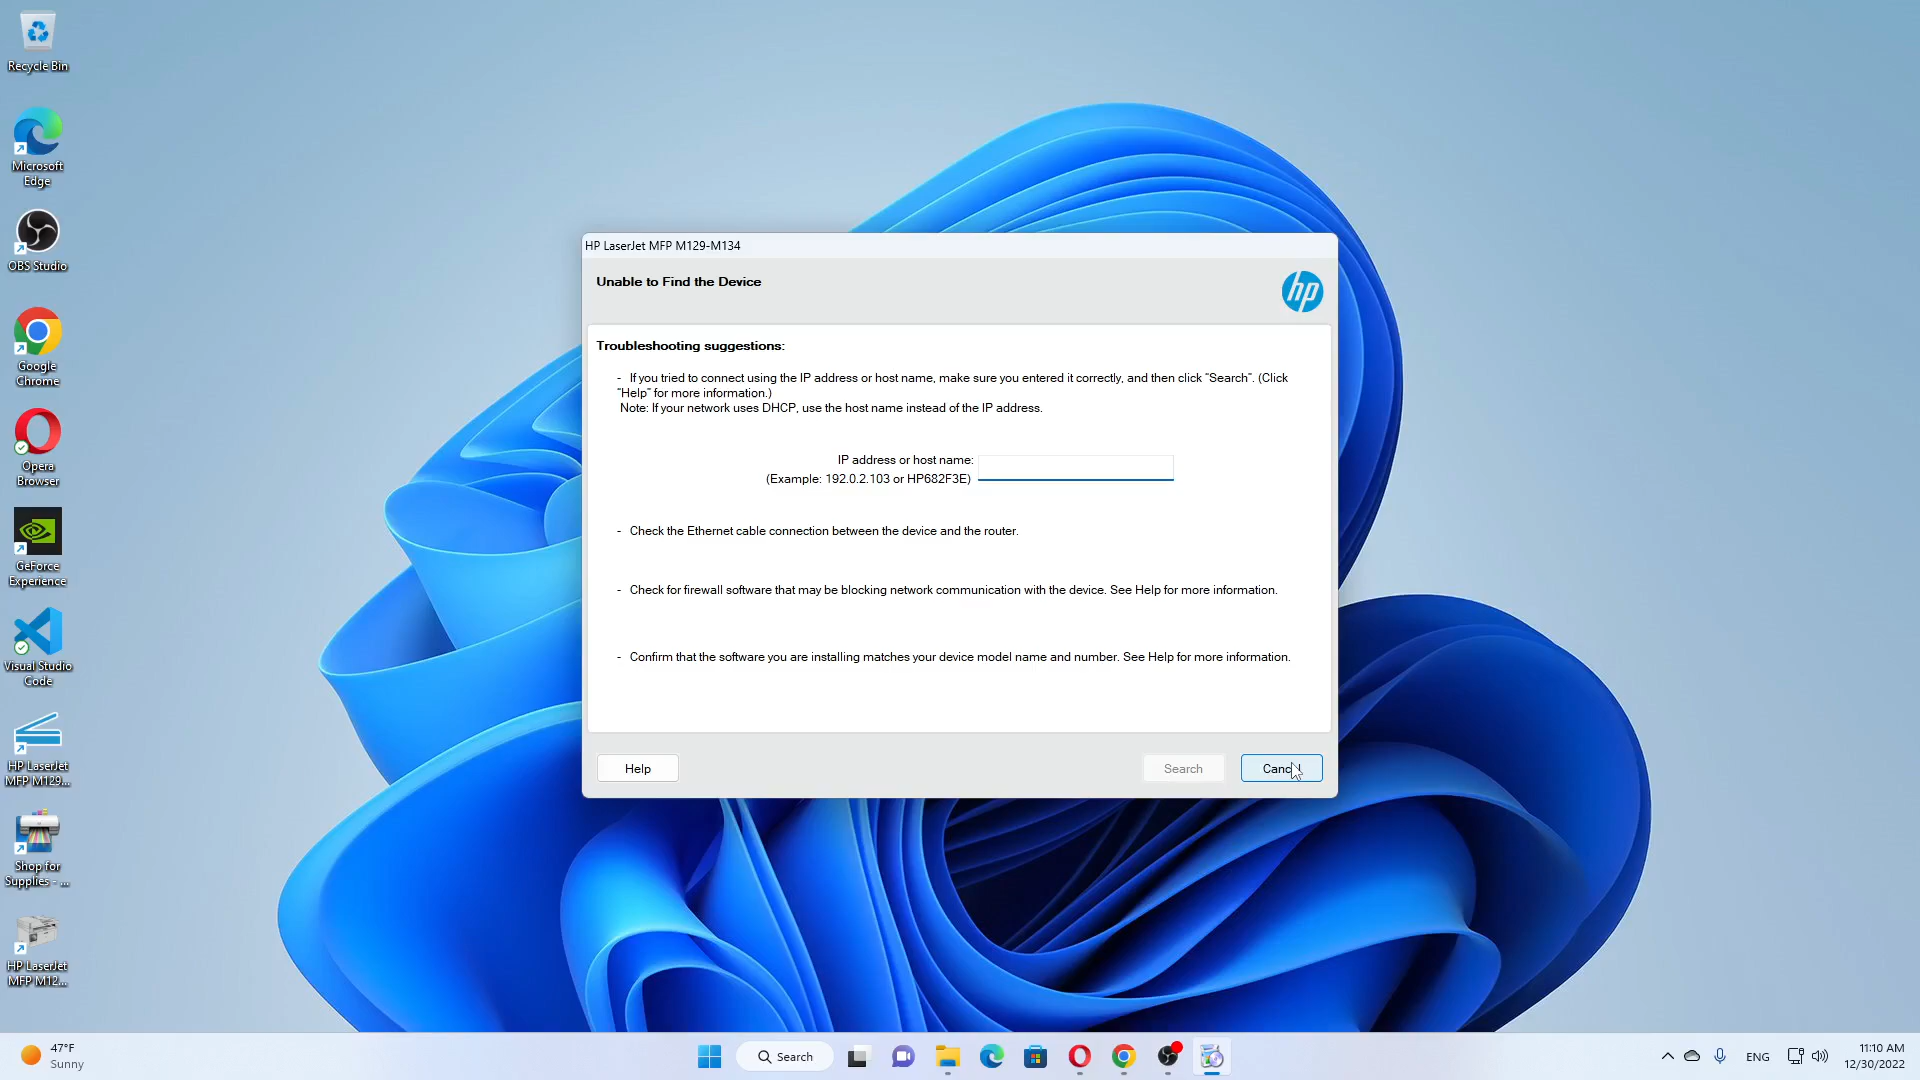 Recycle Bin
Microsoft
Edge
OBS Studio
Google
Chrome
Opera
Browser
GeForce
Experience
Visual Studio
Code
HP LaserJet
MFP M129...
Shop for
Supplies - ...
HP LaserJet
MFP M12...
HP LaserJet MFP M129-M134
Unable to Find the Device
hp
Troubleshooting suggestions:
- If you tried to connect using the IP address or host name, make sure you entered it correctly, and then click "Search". (Click
"Help" for more information.)
Note: If your network uses DHCP, use the host name instead of the IP address.
IP address or host name:
(Example: 192.0.2.103 or HP682F3E)
- Check the Ethernet cable connection between the device and the router.
- Check for firewall software that may be blocking network communication with the device. See Help for more information.
- Confirm that the software you are installing matches your device model name and number. See Help for more information.
Help
Search
Cancel
47°F
Sunny
Search
ENG
11:10 AM
12/30/2022